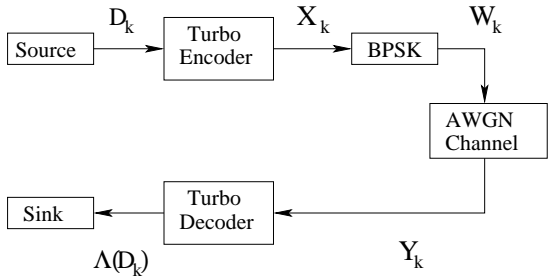 D_k
X_k
W_k
Source
Turbo
Encoder
BPSK
AWGN
Channel
Sink
Turbo
Decoder
Λ(D_k)
Y_k